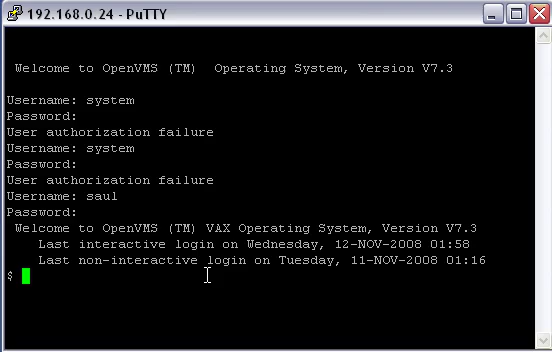 192.168.0.24 - PuTTY
Welcome to OpenVMS (TM)  Operating System, Version V7.3
Username: system
Password:
User authorization failure
Username: system
Password:
User authorization failure
Username: saul
Password:
Welcome to OpenVMS (TM) VAX Operating System, Version V7.3
Last interactive login on Wednesday, 12-NOV-2008 01:58
Last non-interactive login on Tuesday, 11-NOV-2008 01:16
$